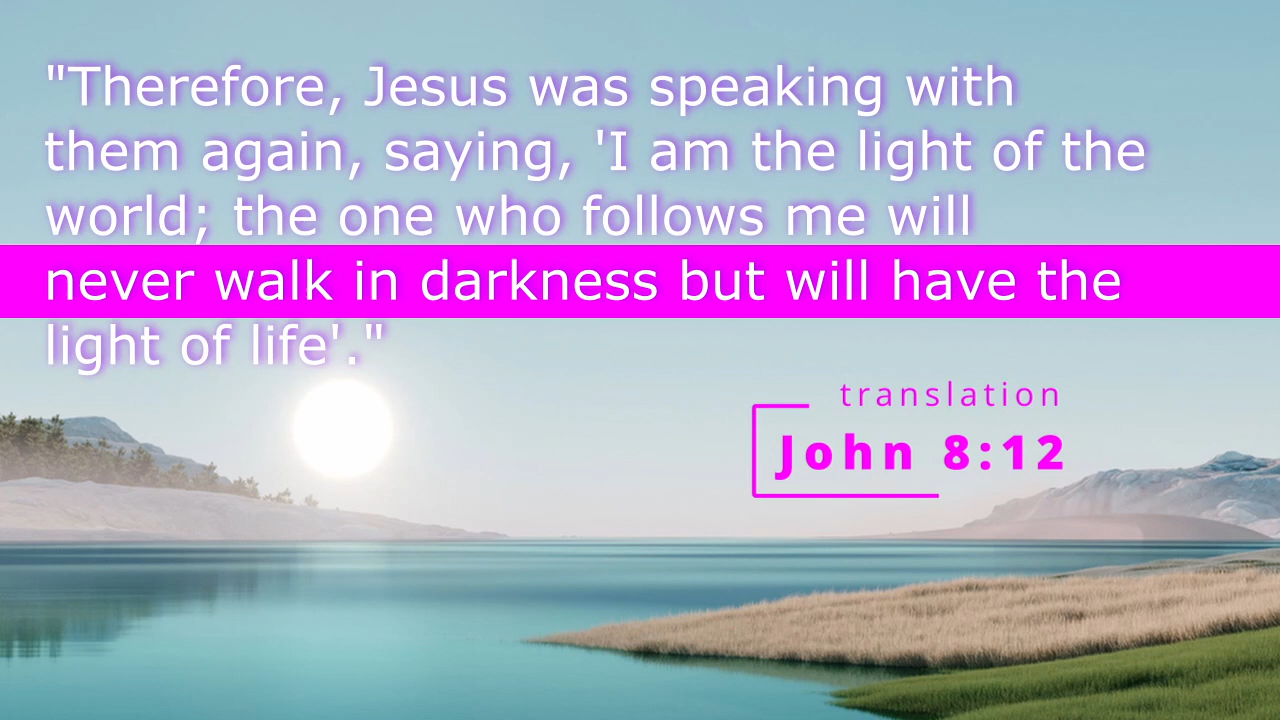 "Therefore, Jesus was speaking with
them again, saying, 'I am the light of the
world; the one who follows me will
never walk in darkness but will have the
light of life'."
translation
John 8:12